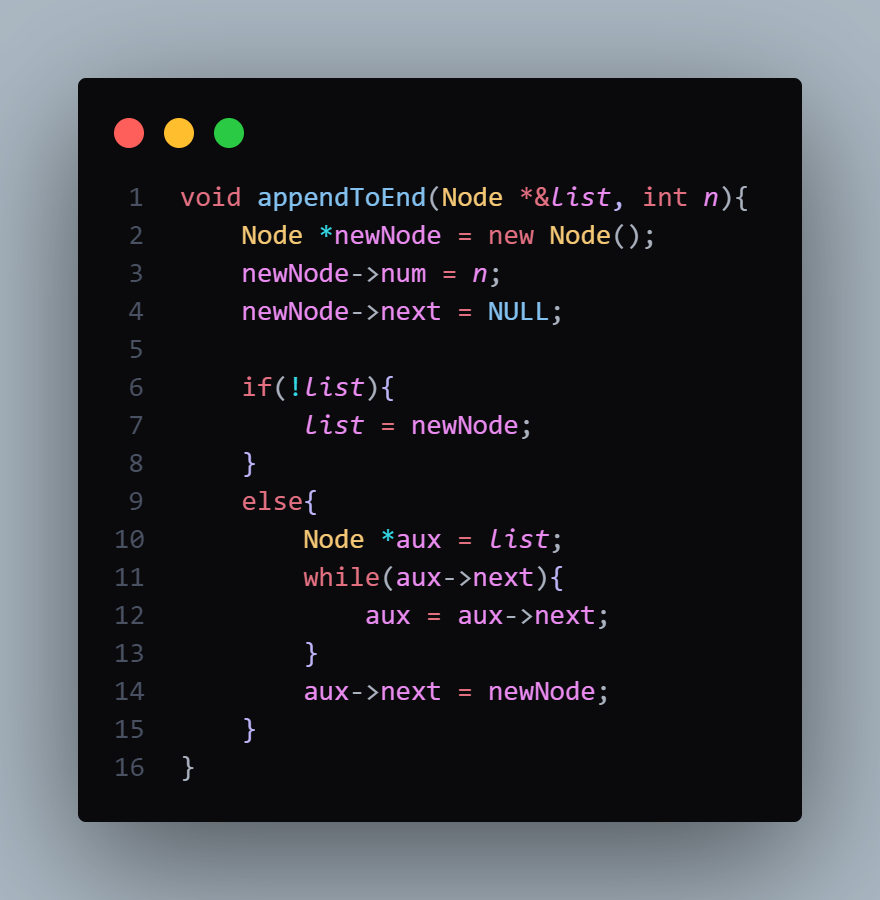 1 void appendToEnd(Node *&list, int n){
2     Node *newNode = new Node();
3     newNode->num = n;
4     newNode->next = NULL;
5
6     if(!list){
7         list = newNode;
8     }
9     else{
10         Node *aux = list;
11         while(aux->next){
12             aux = aux->next;
13         }
14         aux->next = newNode;
15     }
16 }